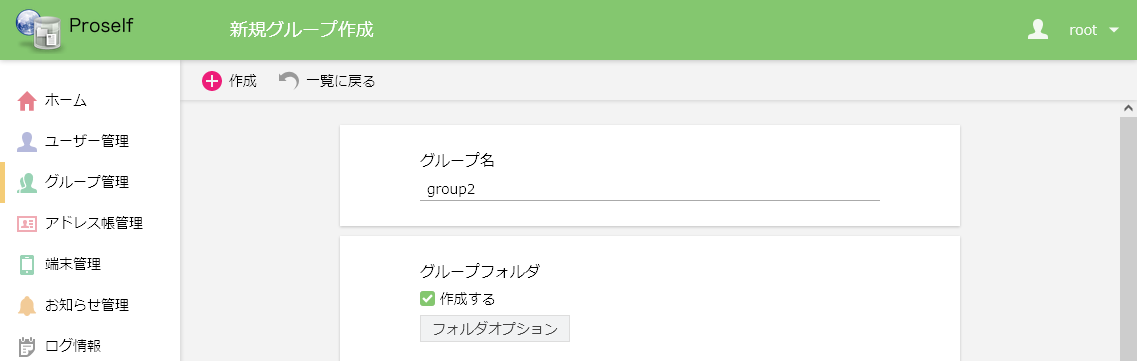 Proself
新規グループ作成
root
作成
一覧に戻る
ホーム
ユーザー管理
グループ管理
アドレス帳管理
端末管理
お知らせ管理
ログ情報
グループ名
group2
グループフォルダ
作成する
フォルダオプション